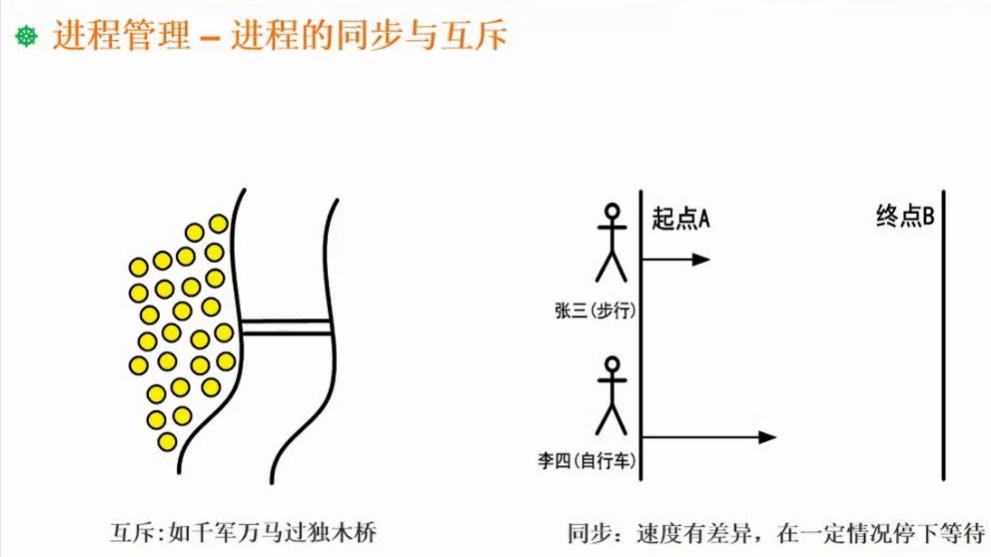 进程管理 – 进程的同步与互斥
起点A
终点B
张三(步行)
李四(自行车)
互斥:如千军万马过独木桥
同步：速度有差异，在一定情况停下等待